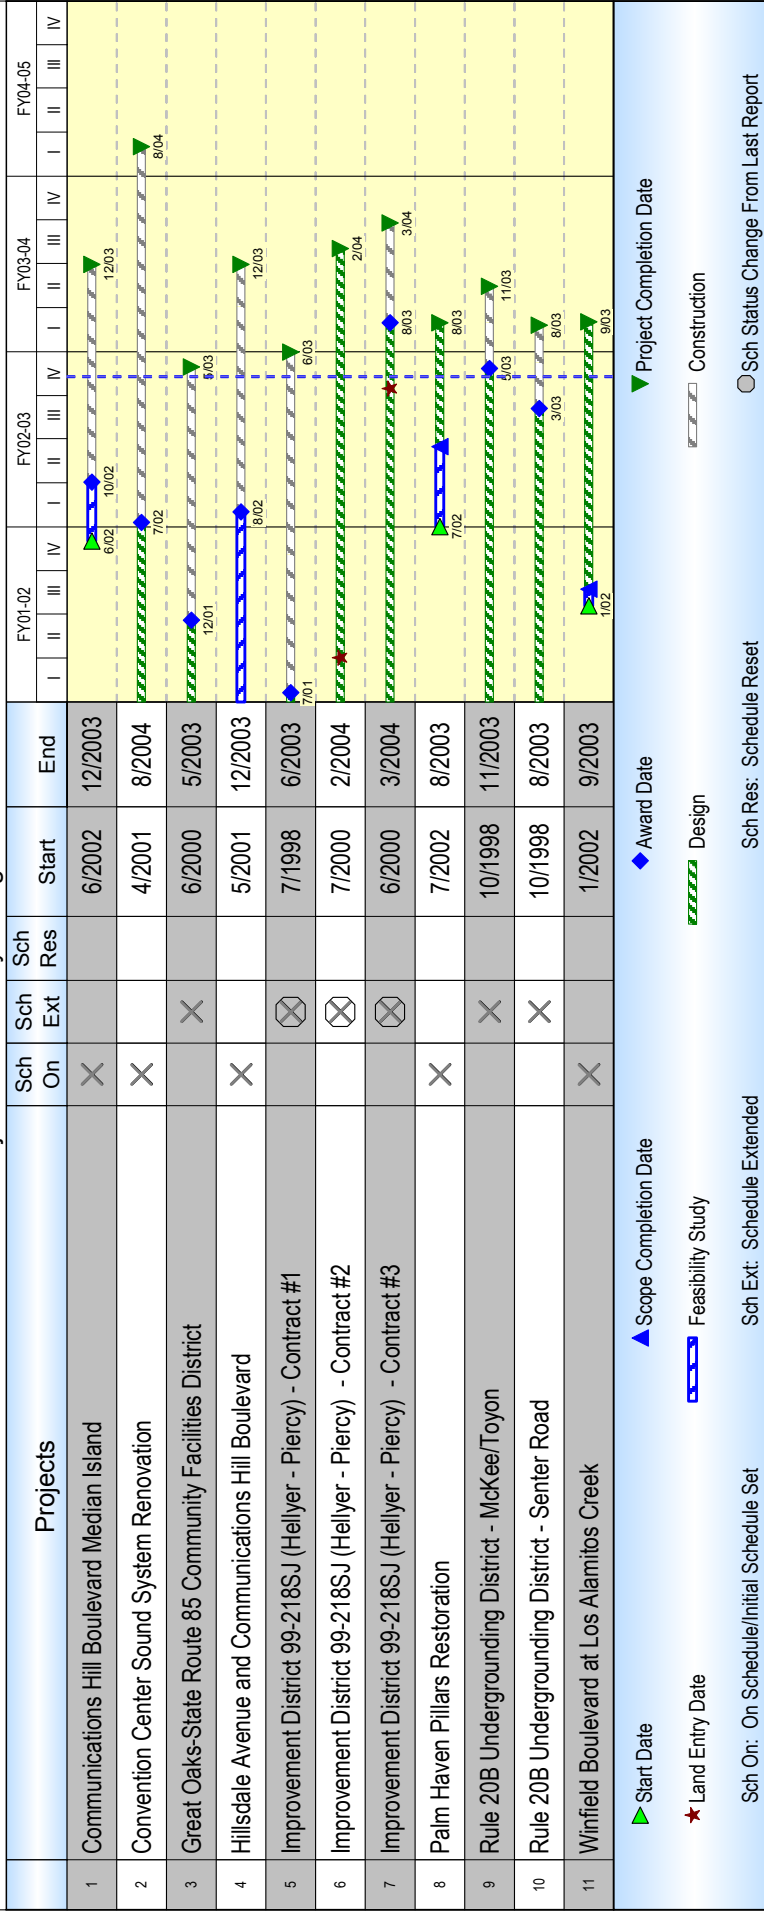 Projects
Sch On
Sch Ext
Sch Res
Start
End
FY01-02
FY02-03
FY03-04
FY04-05
I II III IV I II III IV I II III IV I II III IV
1 Communications Hill Boulevard Median Island 6/2002 12/2003 6/02 10/02 12/03
2 Convention Center Sound System Renovation 4/2001 8/2004 7/02 8/04
3 Great Oaks-State Route 85 Community Facilities District 6/2000 5/2003 12/01 5/03
4 Hillsdale Avenue and Communications Hill Boulevard 5/2001 12/2003 8/02 12/03
5 Improvement District 99-218SJ (Hellyer - Piercy) - Contract #1 7/1998 6/2003 7/01 6/03
6 Improvement District 99-218SJ (Hellyer - Piercy) - Contract #2 7/2000 2/2004 2/04
7 Improvement District 99-218SJ (Hellyer - Piercy) - Contract #3 6/2000 3/2004 8/03 3/04
8 Palm Haven Pillars Restoration 7/2002 8/2003 7/02 8/03
9 Rule 20B Undergrounding District - McKee/Toyon 10/1998 11/2003 5/03 11/03
10 Rule 20B Undergrounding District - Senter Road 10/1998 8/2003 3/03 8/03
11 Winfield Boulevard at Los Alamitos Creek 1/2002 9/2003 1/02 9/03
Start Date Scope Completion Date Award Date Project Completion Date
Land Entry Date Feasibility Study Design Construction
Sch On: On Schedule/Initial Schedule Set Sch Ext: Schedule Extended Sch Res: Schedule Reset Sch Status Change From Last Report